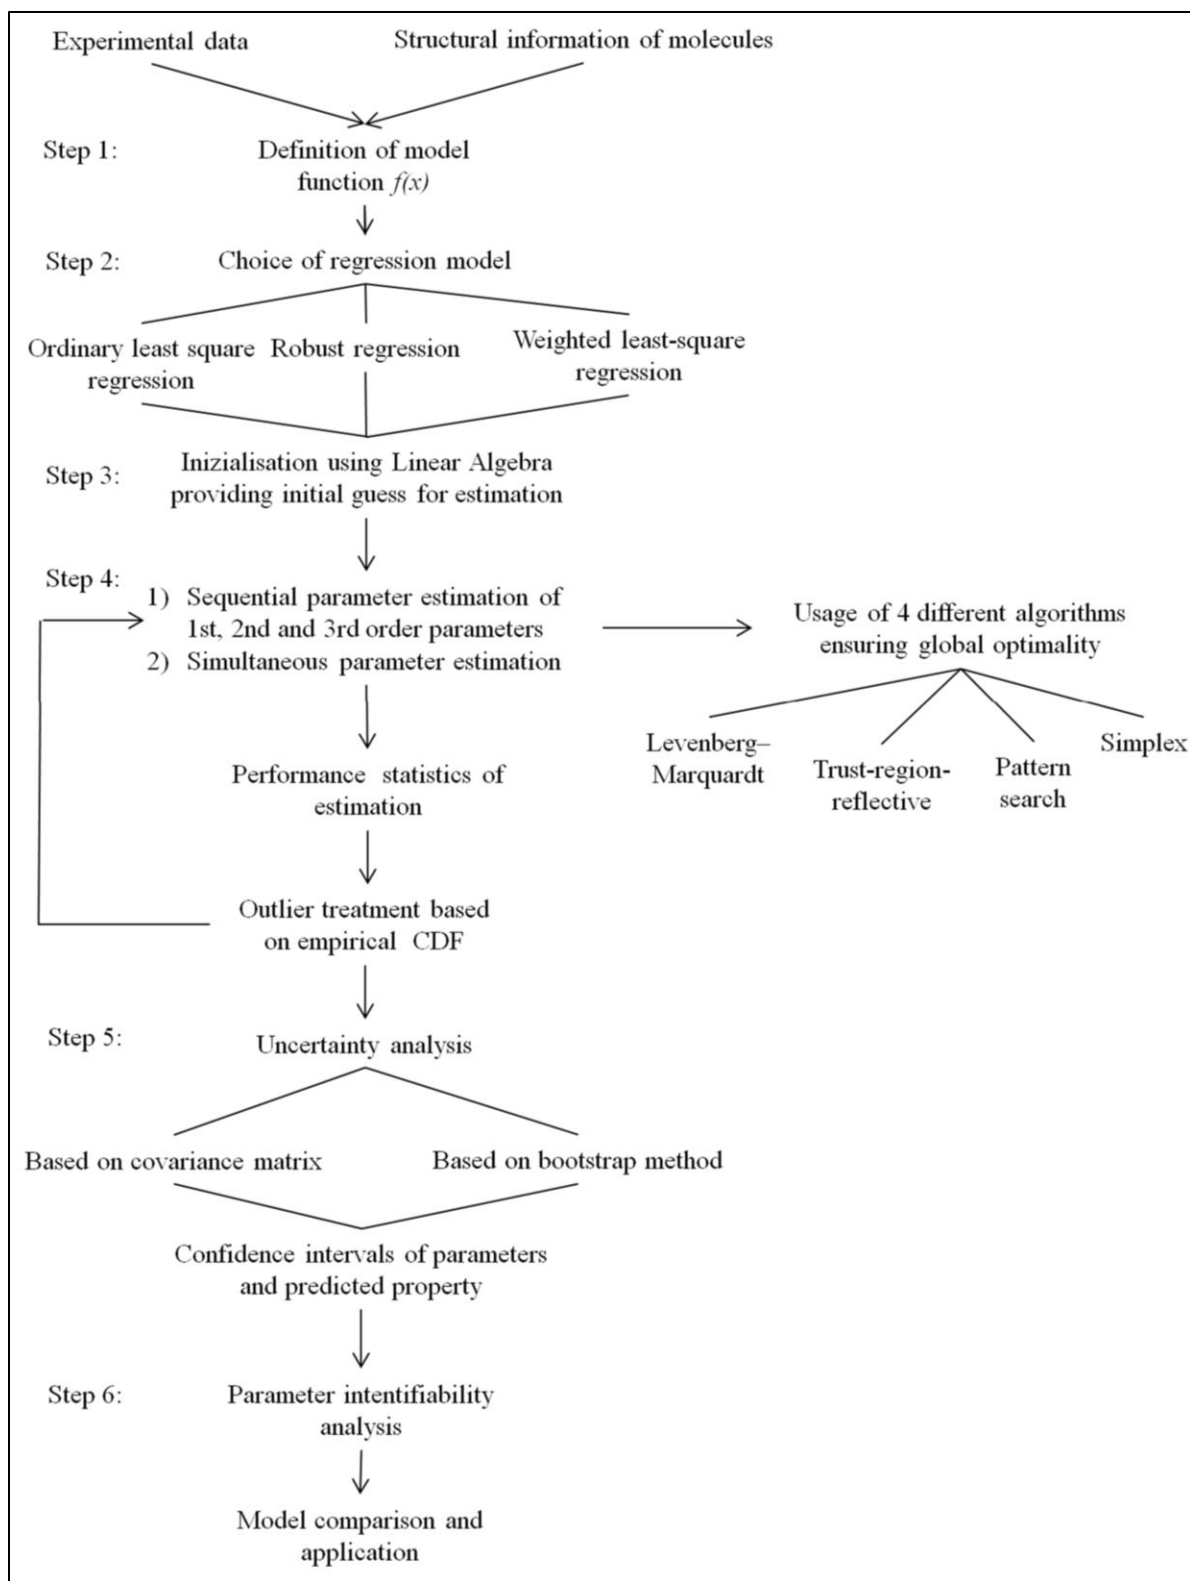 Experimental data
Structural information of molecules
Step 1:
Definition of model
function f(x)
Step 2:
Choice of regression model
Ordinary least square
regression
Robust regression
Weighted least-square
regression
Step 3:
Inizialisation using Linear Algebra
providing initial guess for estimation
Step 4:
1) Sequential parameter estimation of
1st, 2nd and 3rd order parameters
2) Simultaneous parameter estimation
Usage of 4 different algorithms
ensuring global optimality
Levenberg–
Marquardt
Trust-region-
reflective
Pattern
search
Simplex
Performance statistics of
estimation
Outlier treatment based
on empirical CDF
Step 5:
Uncertainty analysis
Based on covariance matrix
Based on bootstrap method
Confidence intervals of parameters
and predicted property
Step 6:
Parameter intentifiability
analysis
Model comparison and
application